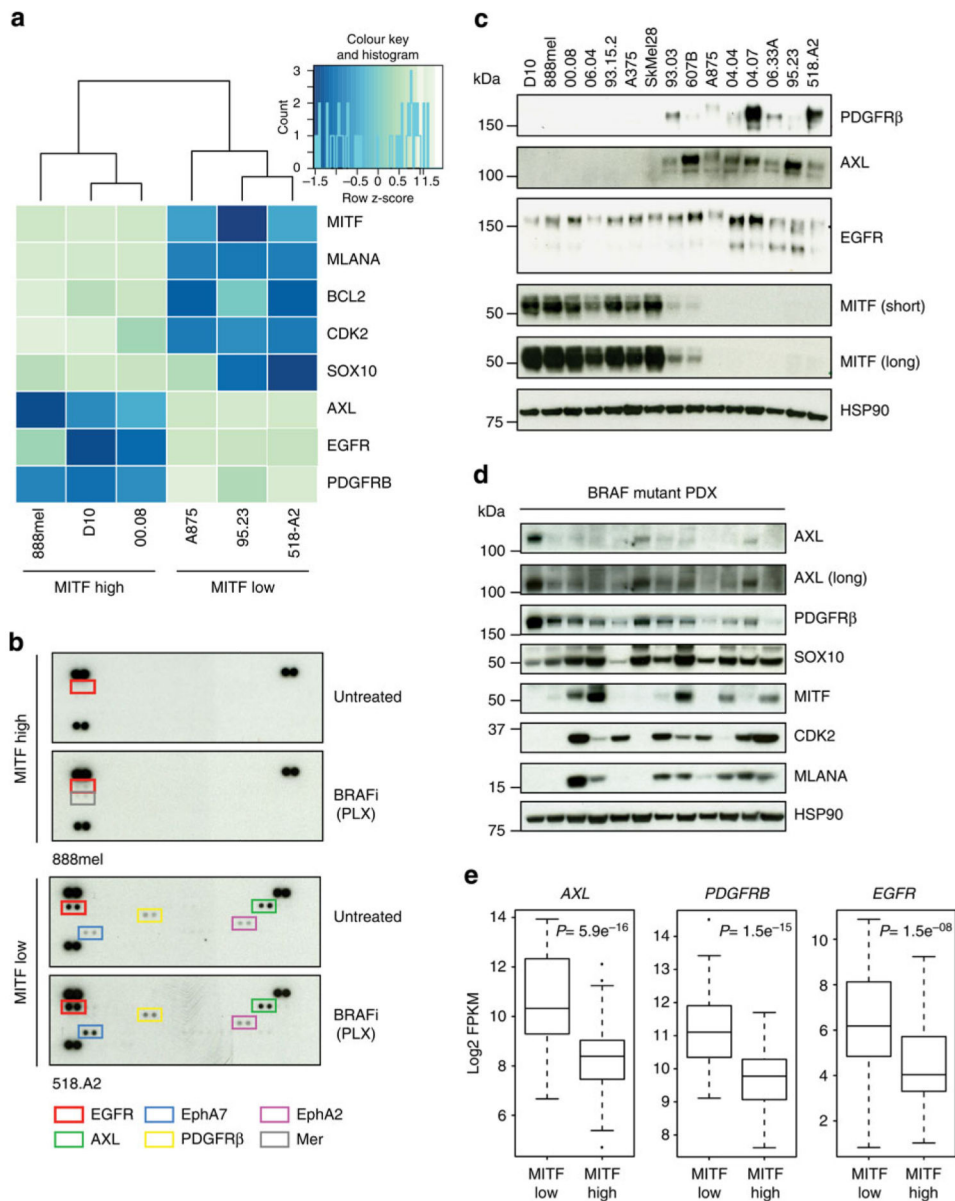 a
Colour key
and histogram
Count
3
2
1
0
–1.5 –0.5 0 0.5 11.5
Row z-score
MITF
MLANA
BCL2
CDK2
SOX10
AXL
EGFR
PDGFRB
888mel
D10
00.08
A875
95.23
518-A2
MITF high
MITF low
b
MITF high
Untreated
BRAFi
(PLX)
888mel
MITF low
Untreated
BRAFi
(PLX)
518.A2
EGFR
EphA7
EphA2
AXL
PDGFRβ
Mer
c
kDa
D10
888mel
00.08
06.04
93.15.2
A375
SkMel28
93.03
607B
A875
04.04
04.07
06.33A
95.23
518.A2
150
PDGFRβ
100
AXL
150
EGFR
50
MITF (short)
50
MITF (long)
75
HSP90
d
BRAF mutant PDX
kDa
100
AXL
100
AXL (long)
150
PDGFRβ
50
SOX10
50
MITF
37
CDK2
15
MLANA
75
HSP90
e
AXL
Log2 FPKM
14
12
10
8
6
P= 5.9e–16
MITF
low
MITF
high
PDGFRB
14
13
12
11
10
9
8
P= 1.5e–15
MITF
low
MITF
high
EGFR
10
8
6
4
2
P= 1.5e–08
MITF
low
MITF
high